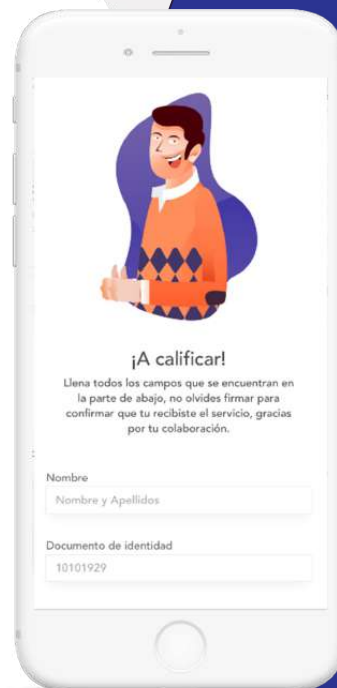 ¡A calificar!
Llena todos los campos que se encuentran en
la parte de abajo, no olvides firmar para
confirmar que tu recibiste el servicio, gracias
por tu colaboración.
Nombre
Nombre y Apellidos
Documento de identidad
10101929